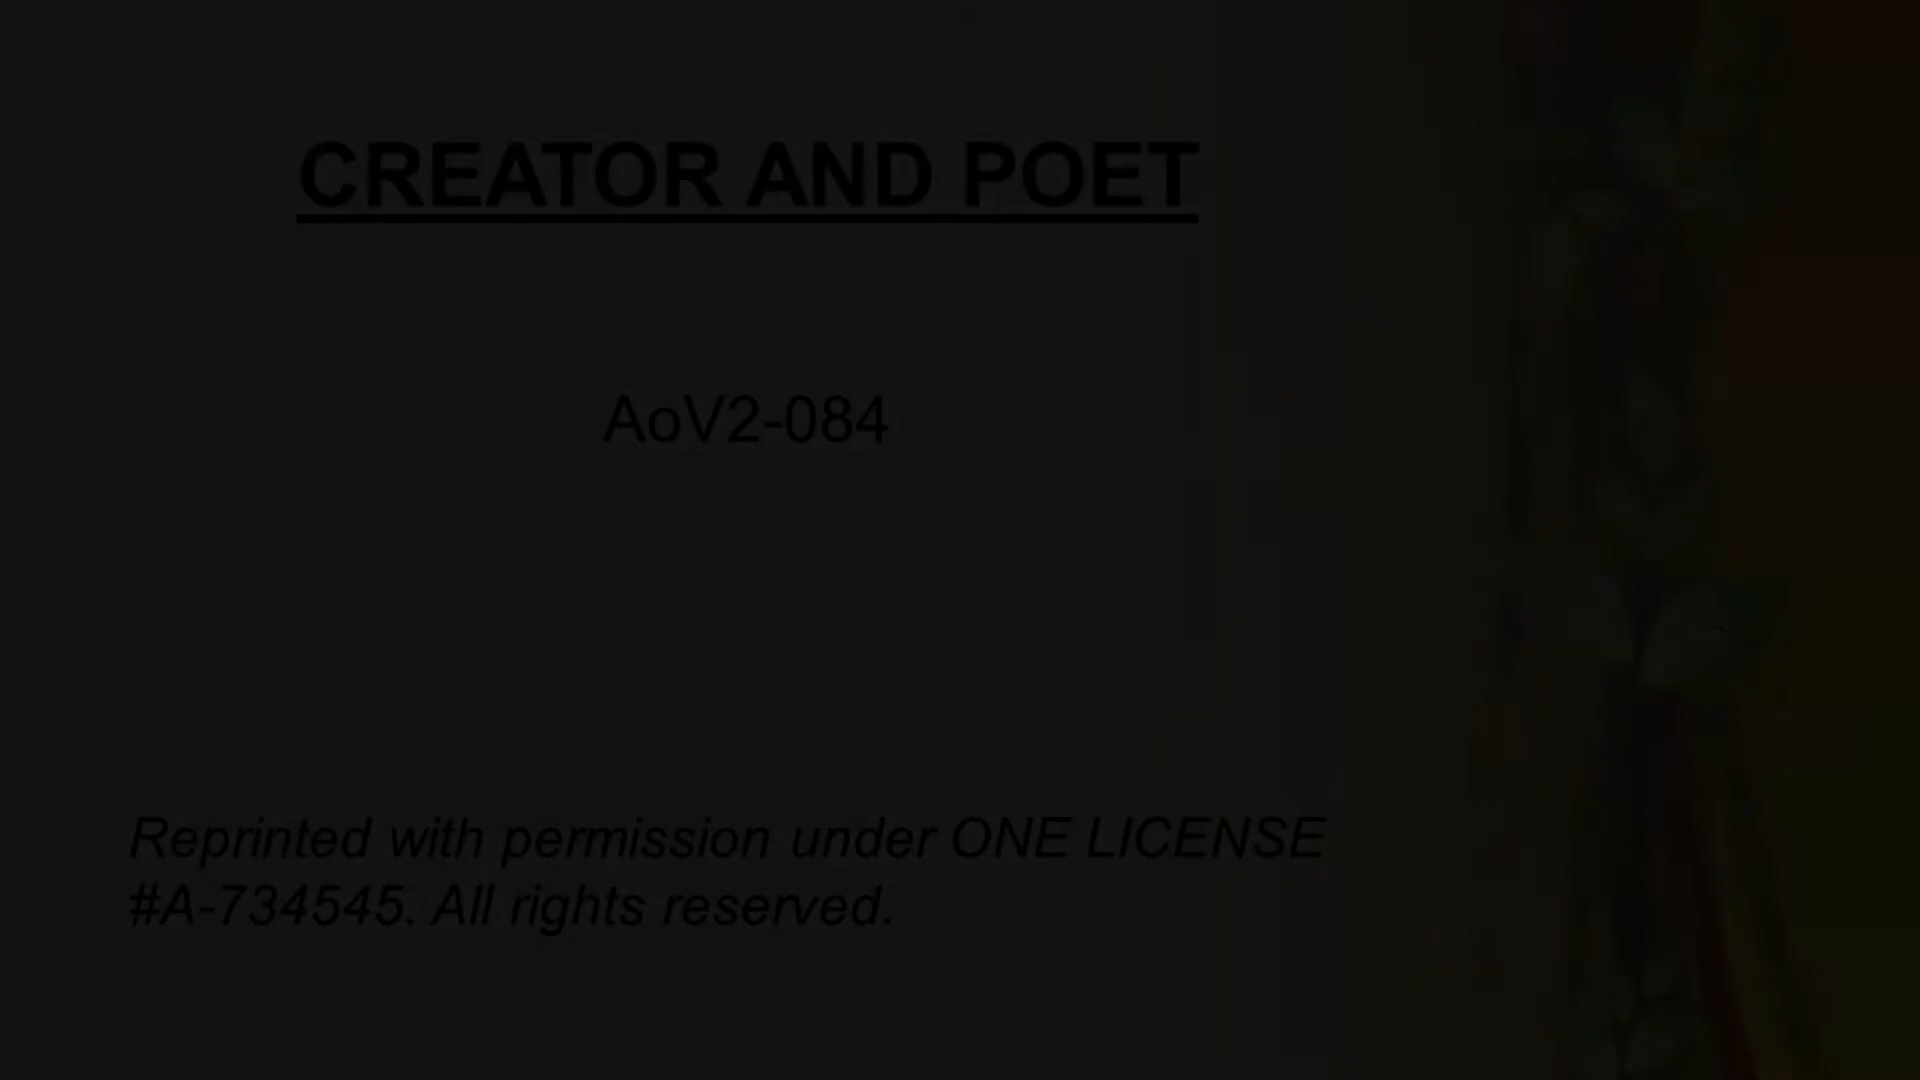 CREATOR AND POET
AoV2-084
Reprinted with permission under ONE LICENSE
#A-734545. All rights reserved.